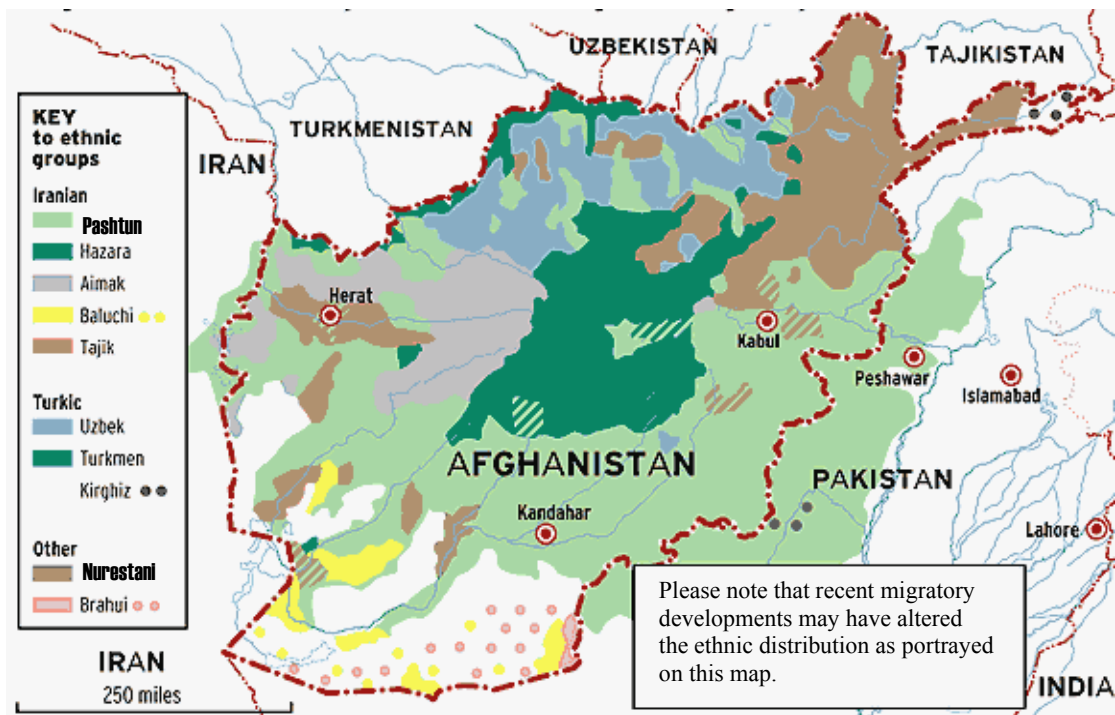 UZBEKISTAN
TAJIKISTAN
TURKMENISTAN
IRAN
KEY
to ethnic
groups
Iranian
Pashtun
Hazara
Aimak
Baluchi
Tajik
Turkic
Uzbek
Turkmen
Kirghiz
Other
Nurestani
Brahui
Herat
Kabul
Peshawar
Islamabad
AFGHANISTAN
PAKISTAN
Kandahar
Lahore
Please note that recent migratory
developments may have altered
the ethnic distribution as portrayed
on this map.
IRAN
250 miles
INDIA